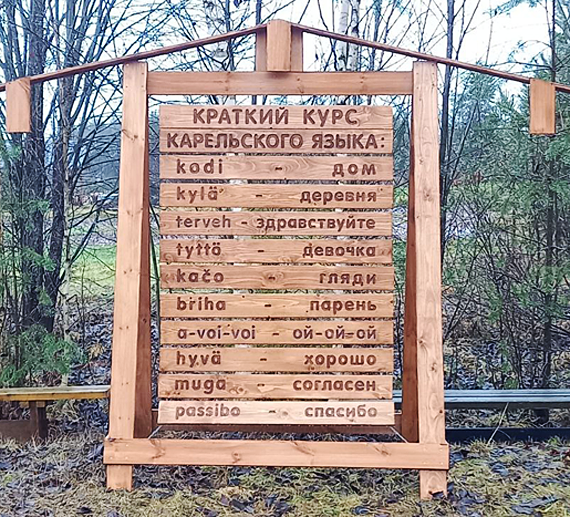 КРАТКИЙ КУРС
КАРЕЛЬСКОГО ЯЗЫКА:
kodi - дом
kylä - деревня
terveh - здравствуйте
tyttö - девочка
kačo - гляди
briha - парень
a-voi-voi - ой-ой-ой
hyvä - хорошо
muga - согласен
passibo - спасибо